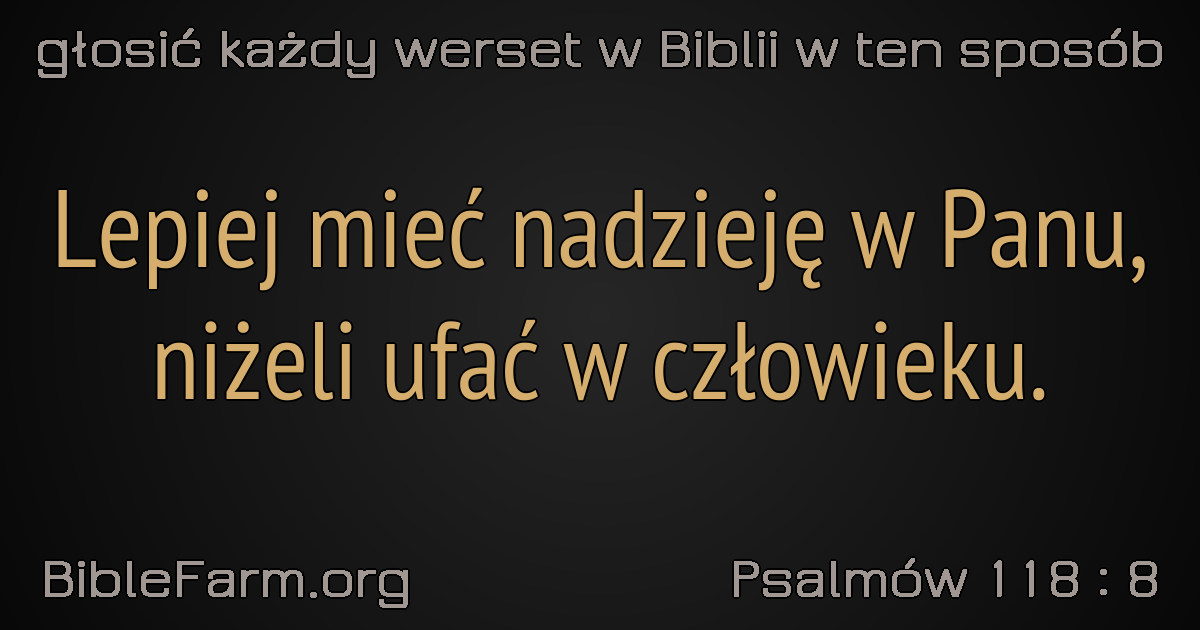 głosić każdy werset w Biblii w ten sposób
Lepiej mieć nadzieję w Panu,
niżeli ufać w człowieku.
BibleFarm.org
Psalmów 118 : 8